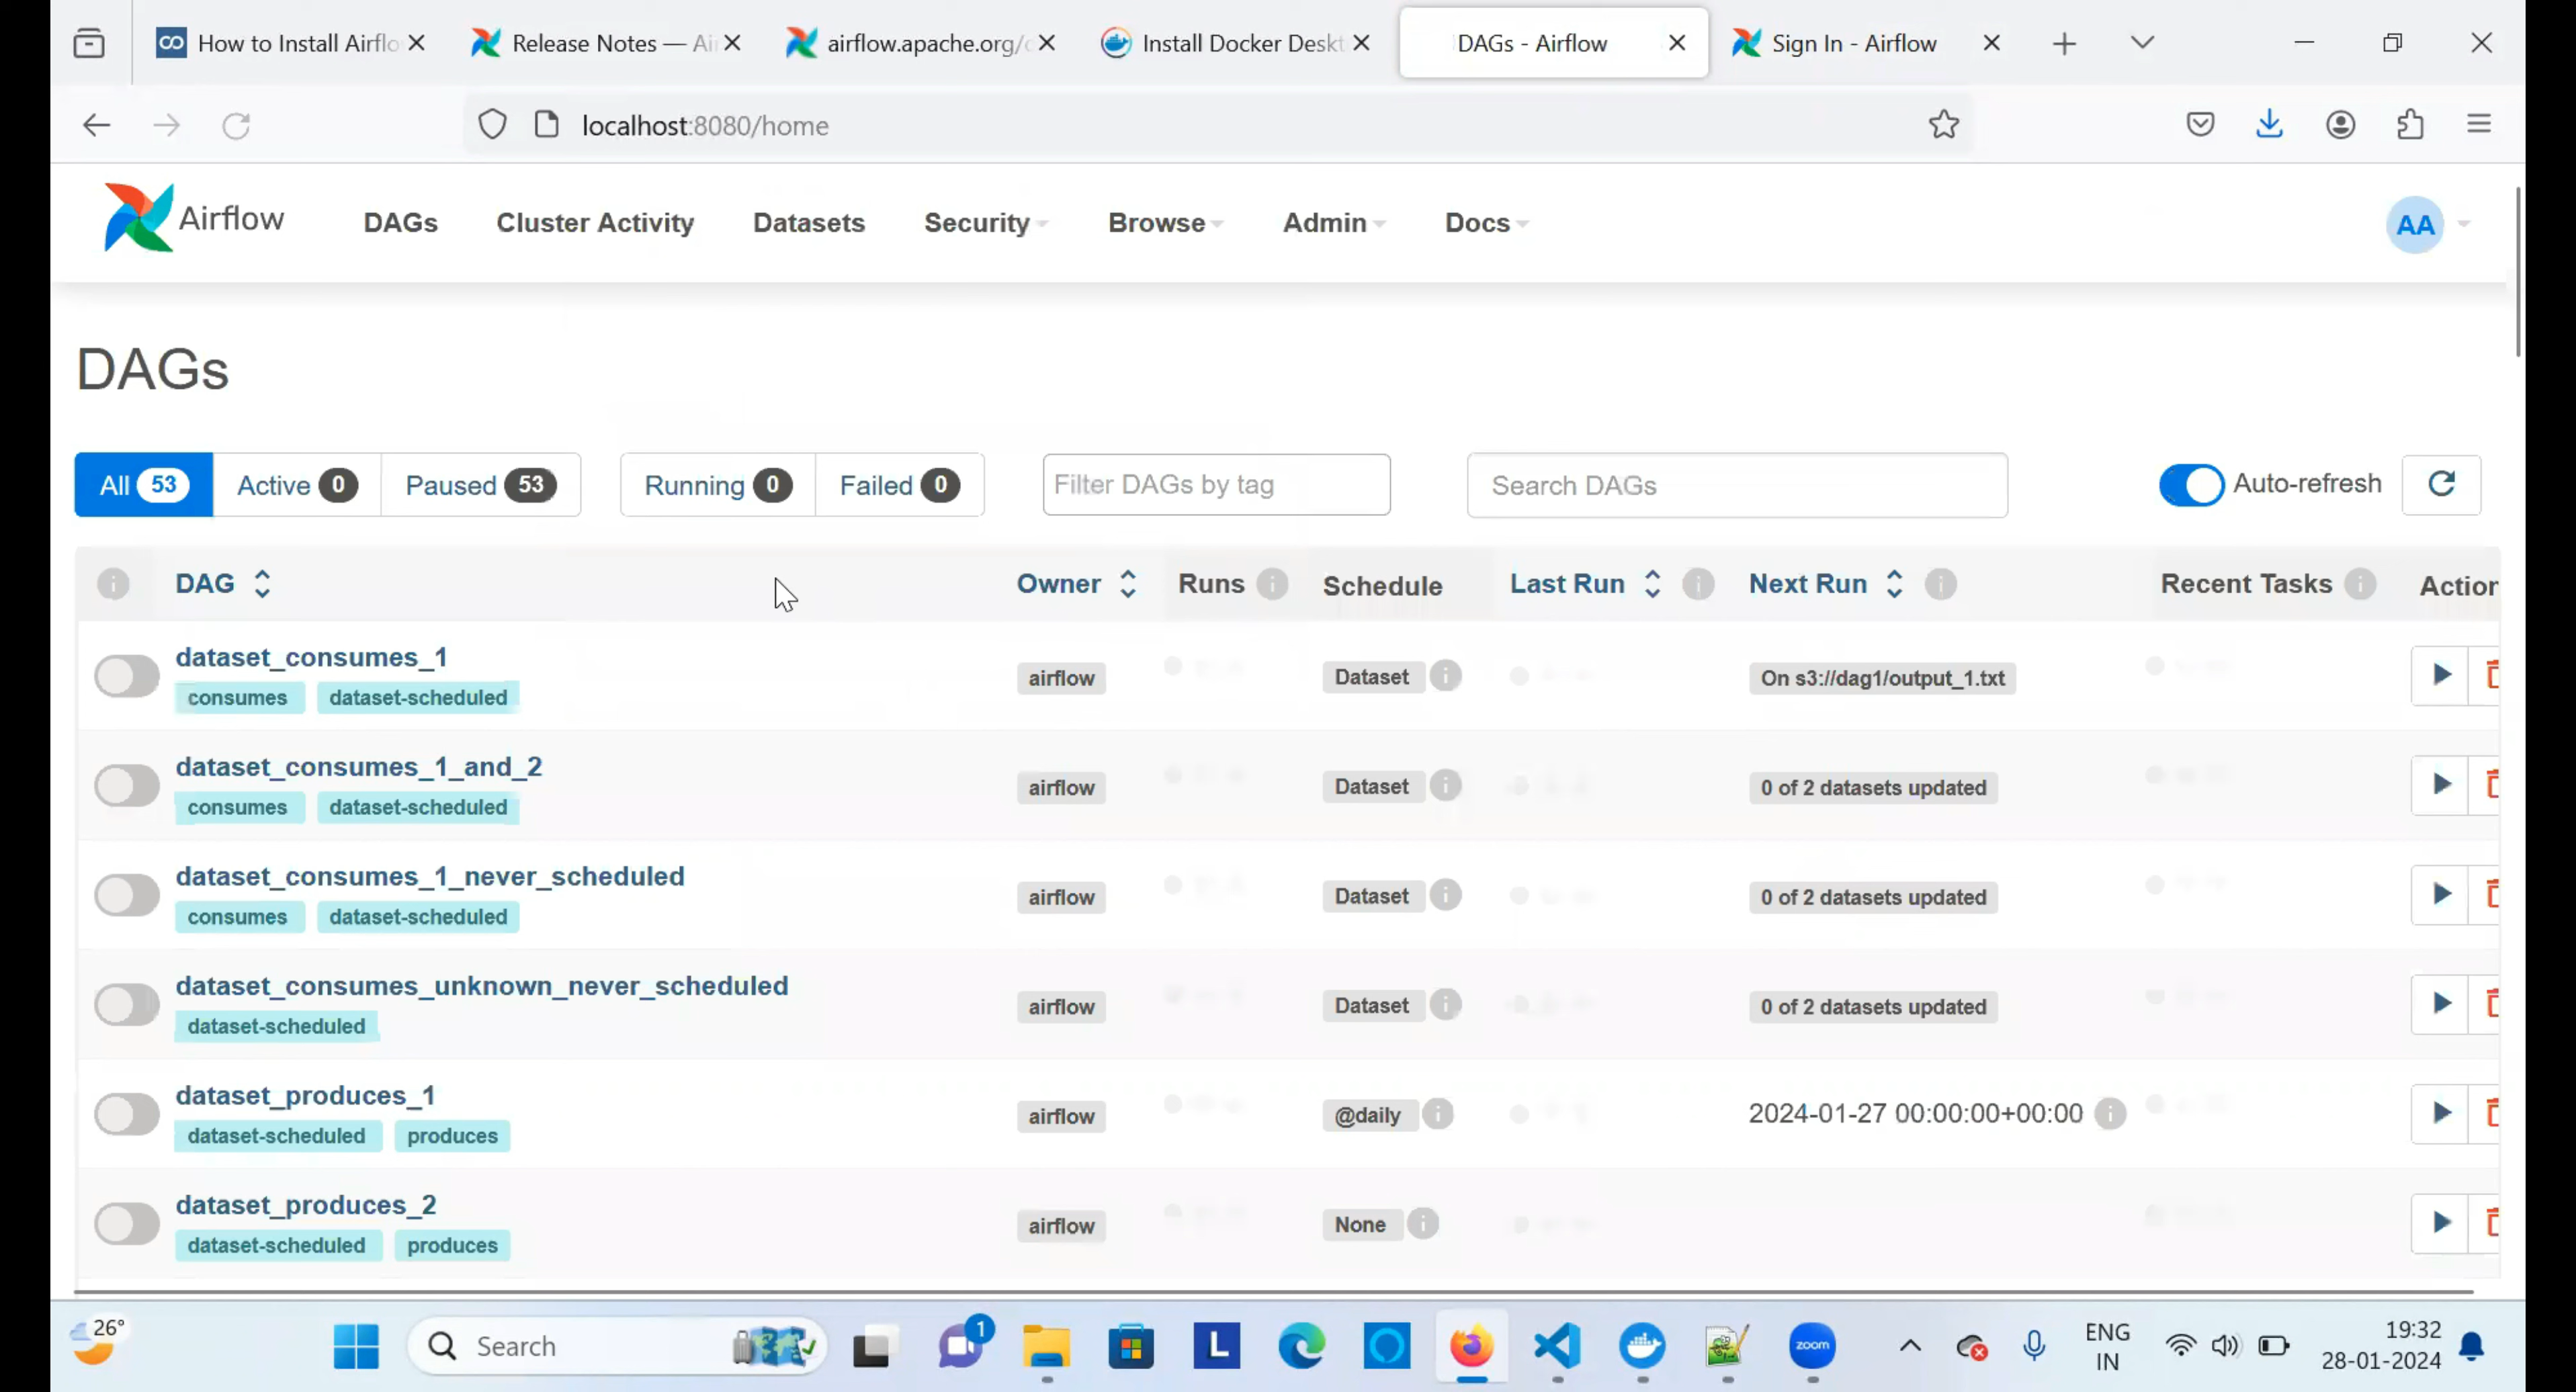 How to Install Airflo
Release Notes — Ai
airflow.apache.org/
Install Docker Deskt
DAGs - Airflow
Sign In - Airflow
localhost:8080/home
Airflow
DAGs
Cluster Activity
Datasets
Security
Browse
Admin
Docs
AA
DAGs
All 53
Active 0
Paused 53
Running 0
Failed 0
Filter DAGs by tag
Search DAGs
Auto-refresh
DAG
Owner
Runs
Schedule
Last Run
Next Run
Recent Tasks
Action
dataset_consumes_1
consumes dataset-scheduled
airflow
Dataset
On s3://dag1/output_1.txt
dataset_consumes_1_and_2
consumes dataset-scheduled
airflow
Dataset
0 of 2 datasets updated
dataset_consumes_1_never_scheduled
consumes dataset-scheduled
airflow
Dataset
0 of 2 datasets updated
dataset_consumes_unknown_never_scheduled
dataset-scheduled
airflow
Dataset
0 of 2 datasets updated
dataset_produces_1
dataset-scheduled produces
airflow
@daily
2024-01-27 00:00:00+00:00
dataset_produces_2
dataset-scheduled produces
airflow
None
26°
Search
1
L
zoom
ENG
IN
19:32
28-01-2024